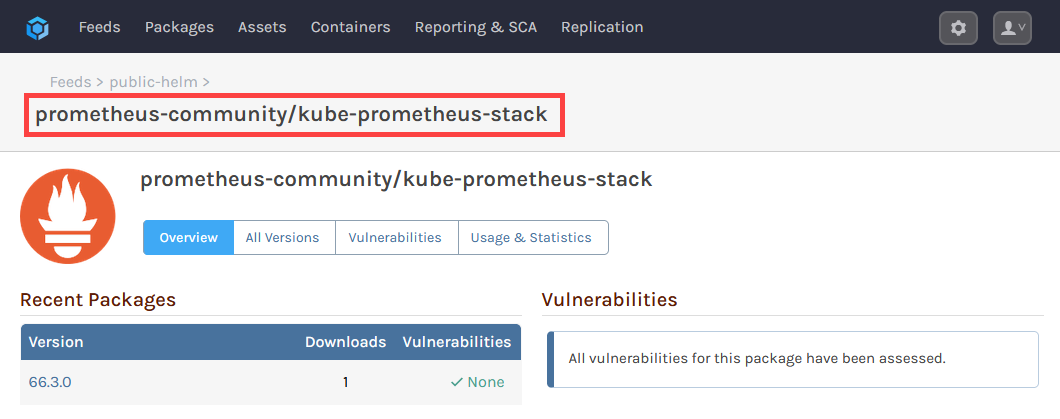 Feeds Packages Assets Containers Reporting & SCA Replication
Feeds > public-helm >
prometheus-community/kube-prometheus-stack
prometheus-community/kube-prometheus-stack
Overview All Versions Vulnerabilities Usage & Statistics
Recent Packages
Version Downloads Vulnerabilities
66.3.0 1 ✓ None
Vulnerabilities
All vulnerabilities for this package have been assessed.